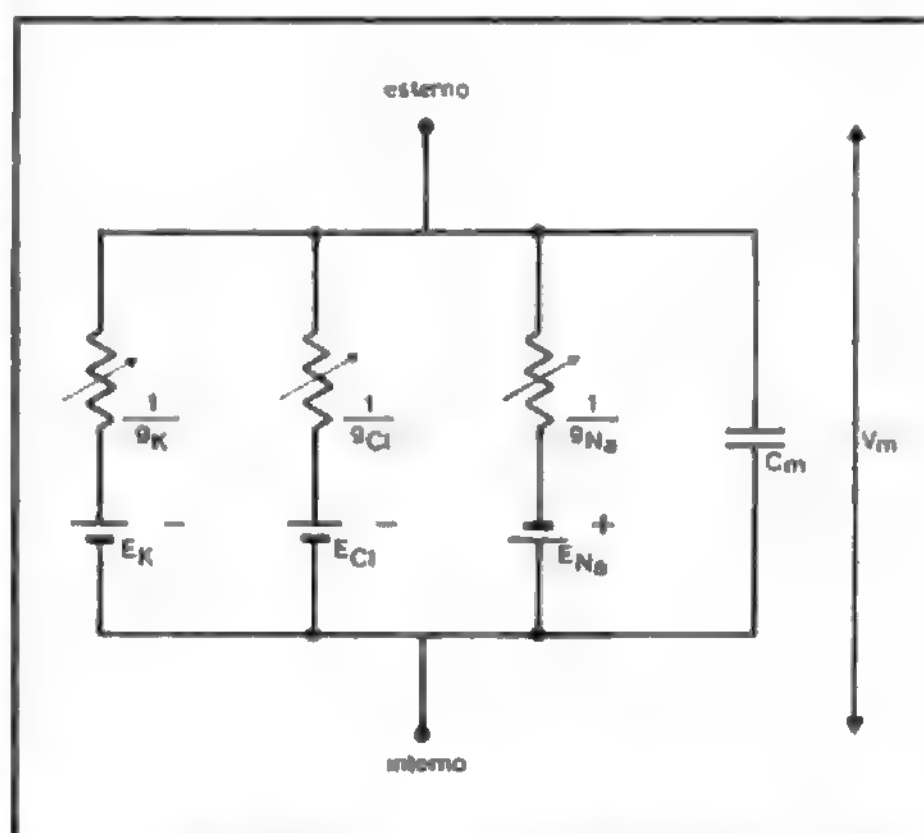 esterno
1
gK
1
gCl
1
gNa
Cm
Vm
EK
−
ECl
−
ENa
+
interno